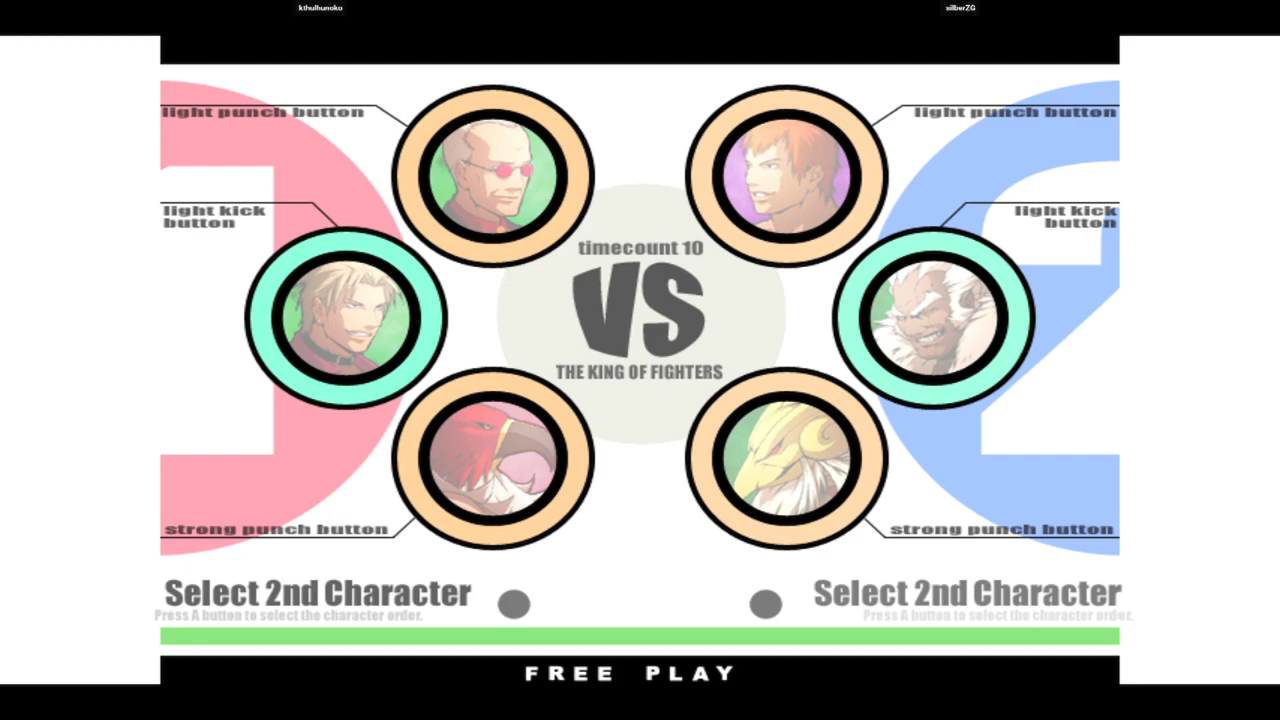 kthulhunoko
silberZG
light punch button
light punch button
light kick
button
light kick
button
timecount 10
VS
THE KING OF FIGHTERS
strong punch button
strong punch button
Select 2nd Character
Press A button to select the character order.
Select 2nd Character
Press A button to select the character order.
FREE PLAY
1
2